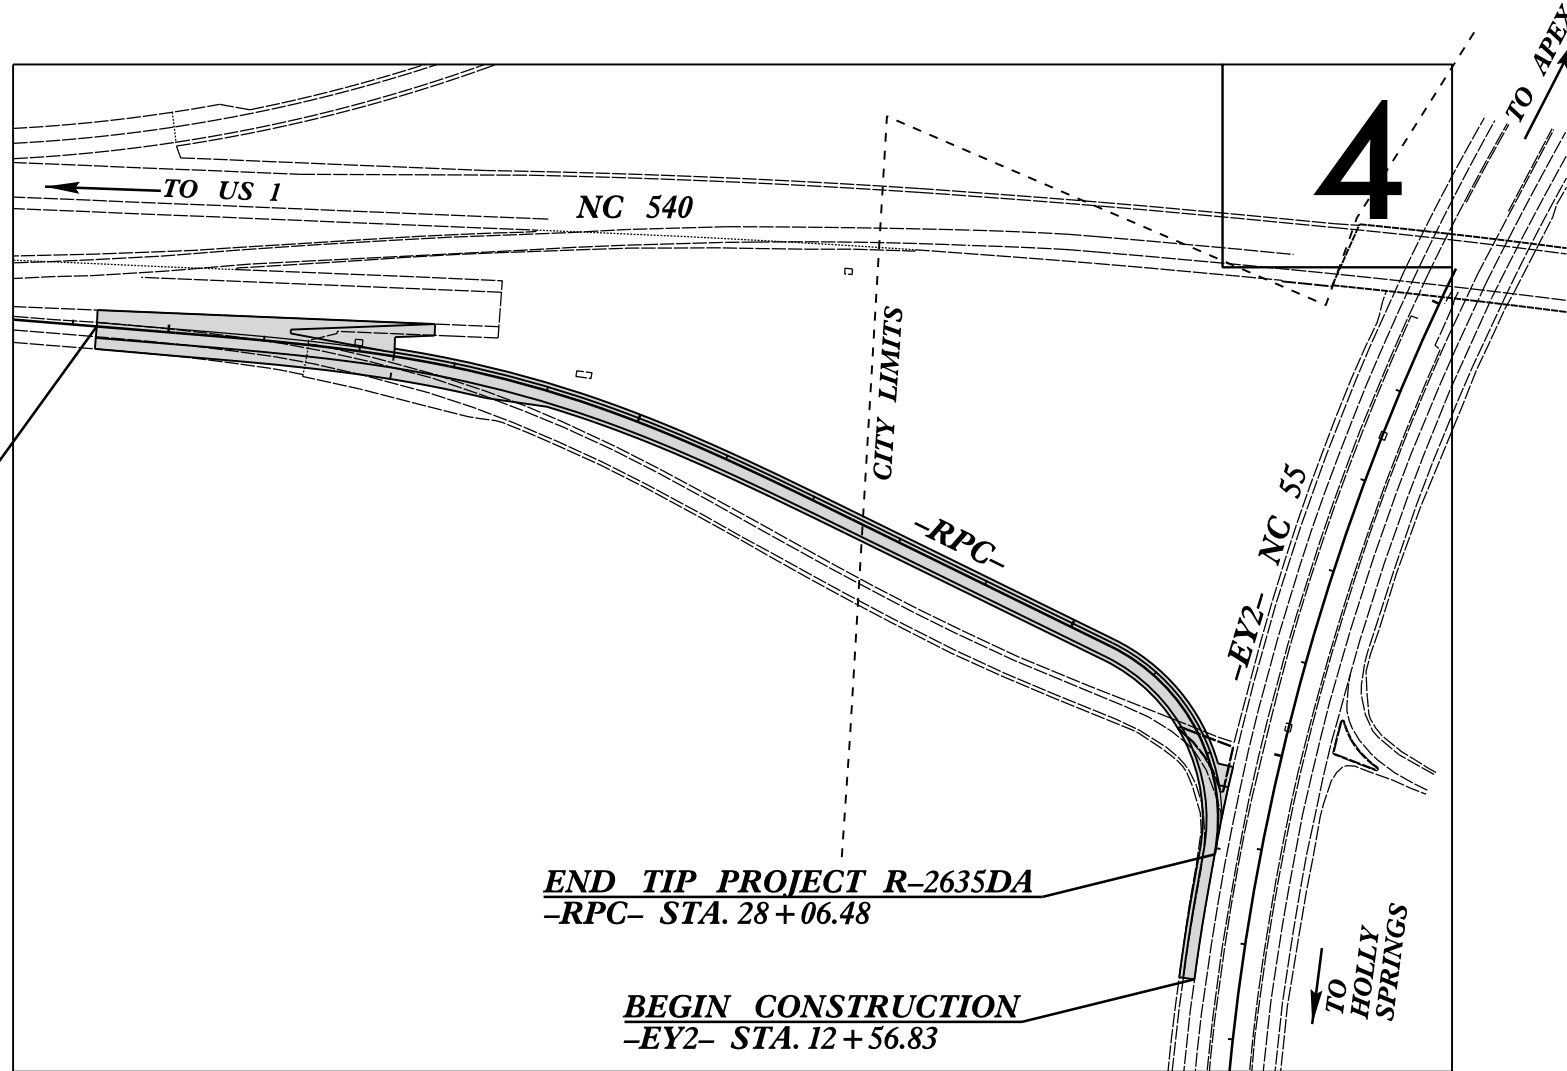 TO APEX
4
TO US 1
NC 540
CITY LIMITS
-RPC-
-EY2- NC 55
END TIP PROJECT R-2635DA
-RPC- STA. 28+06.48
BEGIN CONSTRUCTION
-EY2- STA. 12+56.83
TO
HOLLY
SPRINGS